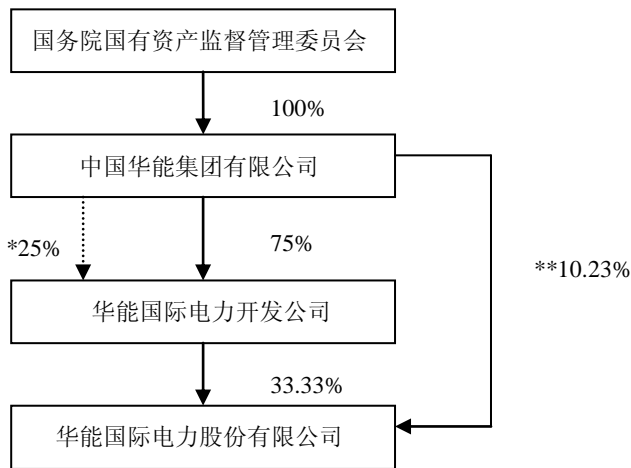 国务院国有资产监督管理委员会
100%
中国华能集团有限公司
*25%
75%
**10.23%
华能国际电力开发公司
33.33%
华能国际电力股份有限公司